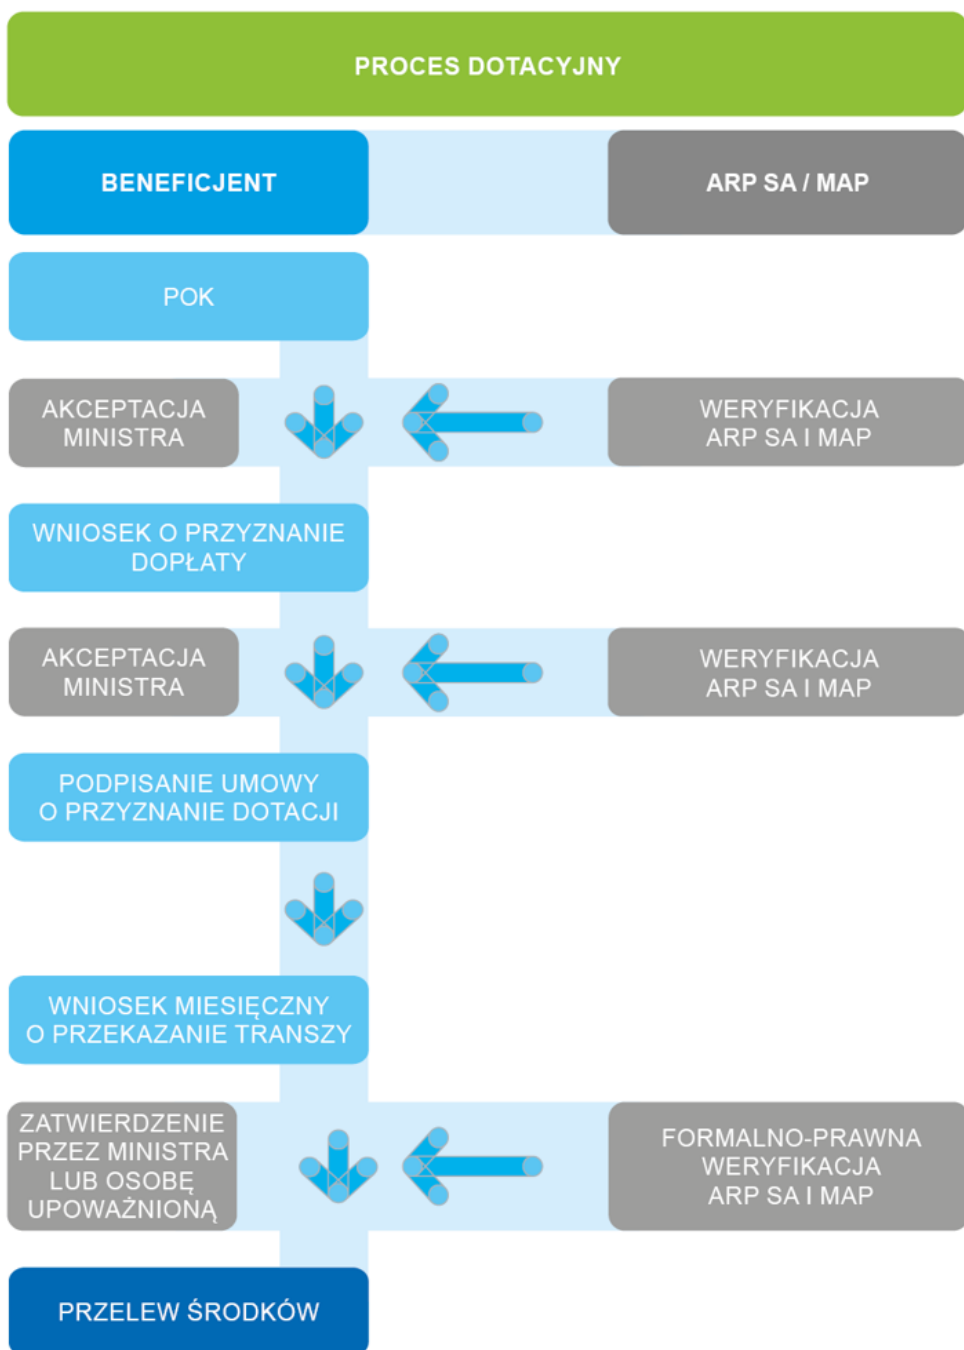 PROCES DOTACYJNY
BENEFICJENT
ARP SA / MAP
POK
AKCEPTACJA
MINISTRA
WERYFIKACJA
ARP SA I MAP
WNIOSEK O PRZYZNANIE
DOPŁATY
AKCEPTACJA
MINISTRA
WERYFIKACJA
ARP SA I MAP
PODPISANIE UMOWY
O PRZYZNANIE DOTACJI
WNIOSEK MIESIĘCZNY
O PRZEKAZANIE TRANSZY
ZATWIERDZENIE
PRZEZ MINISTRA
LUB OSOBĘ
UPOWAŻNIONĄ
FORMALNO-PRAWNA
WERYFIKACJA
ARP SA I MAP
PRZELEW ŚRODKÓW